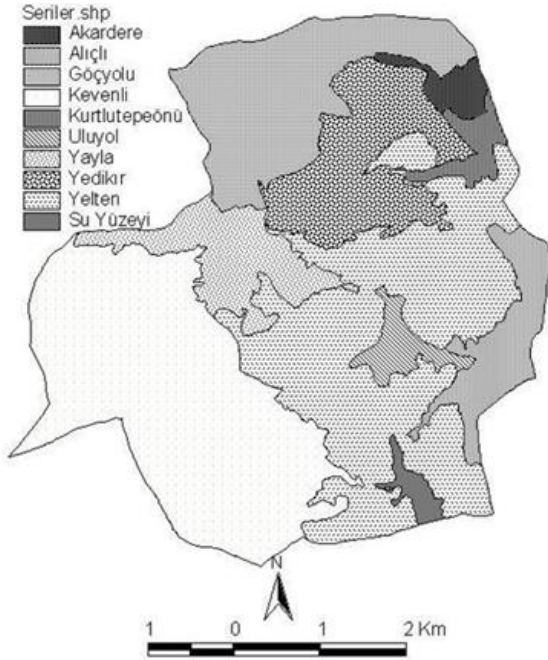 Seriler.shp
Akardere
Alıçlı
Göçyolu
Kevenli
Kurtlutepeönü
Uluyol
Yayla
Yedikır
Yelten
Su Yüzeyi
N
1 0 1 2 Km